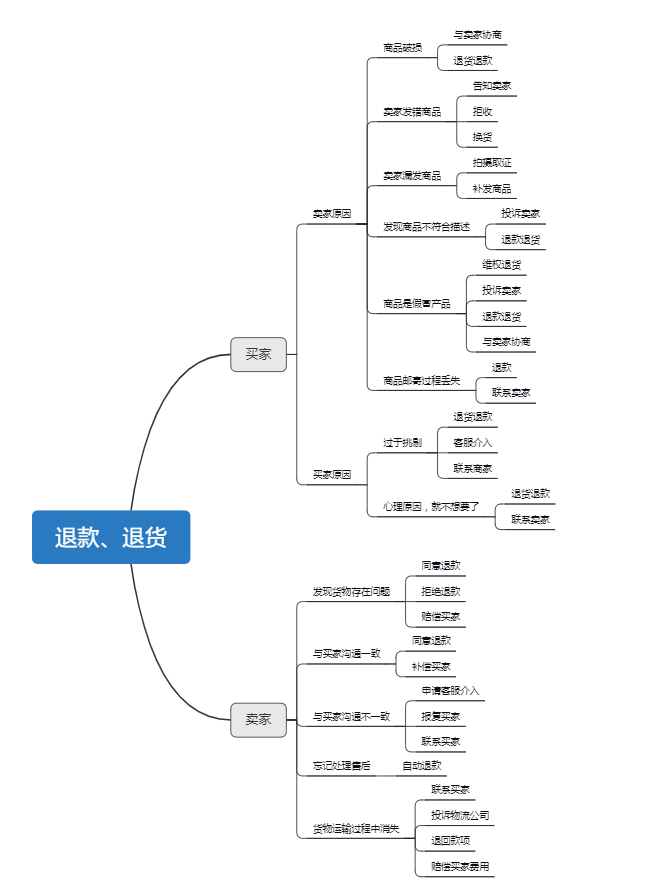 退款、退货
买家
卖家原因
商品破损
与卖家协商
退货退款
卖家发错商品
告知卖家
拒收
换货
卖家漏发商品
拍摄取证
补发商品
发现商品不符合描述
投诉卖家
退款退货
商品是假冒产品
维权退货
投诉卖家
退款退货
与卖家协商
商品邮寄过程丢失
退款
联系卖家
买家原因
过于挑剔
退货退款
客服介入
联系商家
心理原因，就不想要了
退货退款
联系卖家
卖家
发现货物存在问题
同意退款
拒绝退款
赔偿买家
与买家沟通一致
同意退款
补偿买家
与买家沟通不一致
申请客服介入
报复买家
联系买家
忘记处理售后
自动退款
货物运输过程中消失
联系买家
投诉物流公司
退回款项
赔偿买家费用